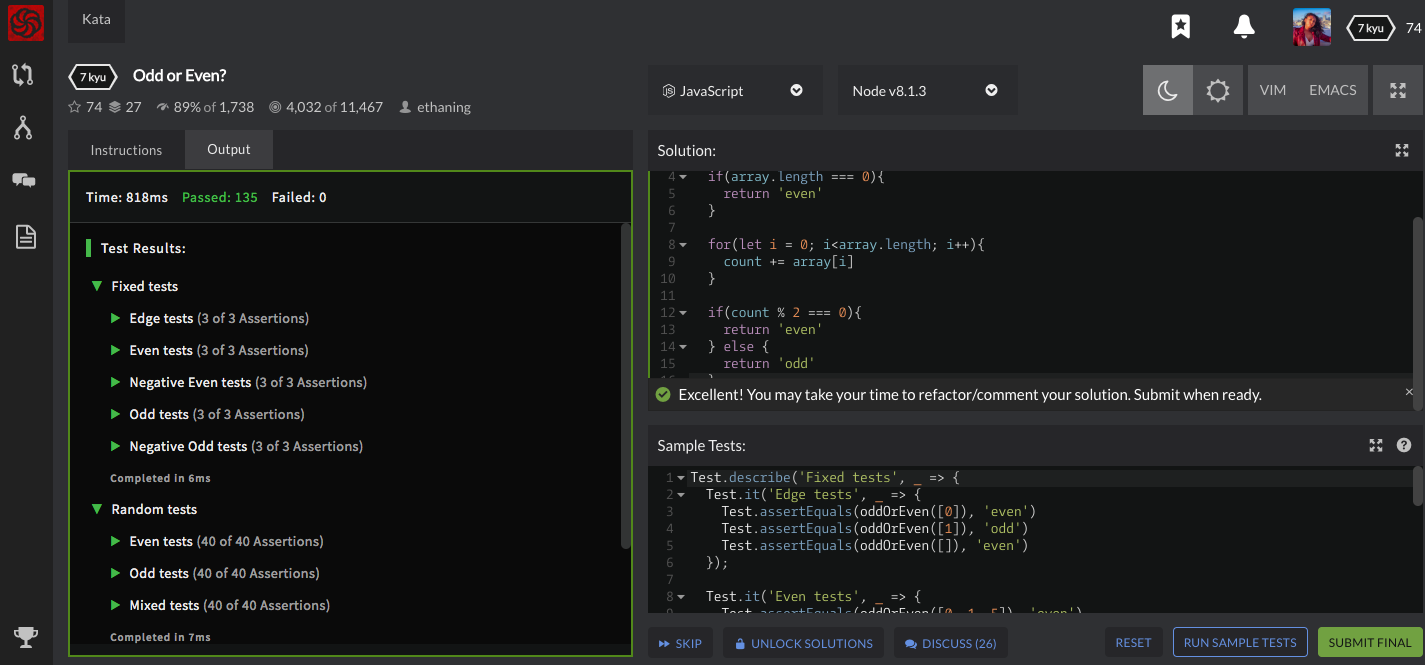 Kata
7 kyu 74
7 kyu Odd or Even?
74 27 89% of 1,738 4,032 of 11,467 ethaning
JavaScript
Node v8.1.3
VIM EMACS
Instructions Output
Time: 818ms Passed: 135 Failed: 0
Test Results:
Fixed tests
Edge tests (3 of 3 Assertions)
Even tests (3 of 3 Assertions)
Negative Even tests (3 of 3 Assertions)
Odd tests (3 of 3 Assertions)
Negative Odd tests (3 of 3 Assertions)
Completed in 6ms
Random tests
Even tests (40 of 40 Assertions)
Odd tests (40 of 40 Assertions)
Mixed tests (40 of 40 Assertions)
Completed in 7ms
Solution:
4 if(array.length === 0){
5 return 'even'
6 }
7
8 for(let i = 0; i<array.length; i++){
9 count += array[i]
10 }
11
12 if(count % 2 === 0){
13 return 'even'
14 } else {
15 return 'odd'
16 }
Excellent! You may take your time to refactor/comment your solution. Submit when ready.
Sample Tests:
1 Test.describe('Fixed tests', _ => {
2 Test.it('Edge tests', _ => {
3 Test.assertEquals(oddOrEven([0]), 'even')
4 Test.assertEquals(oddOrEven([1]), 'odd')
5 Test.assertEquals(oddOrEven([]), 'even')
6 });
7
8 Test.it('Even tests', _ => {
9 Test.assertEquals(oddOrEven([0, 1, 5]), 'even')
SKIP UNLOCK SOLUTIONS DISCUSS (26) RESET RUN SAMPLE TESTS SUBMIT FINAL